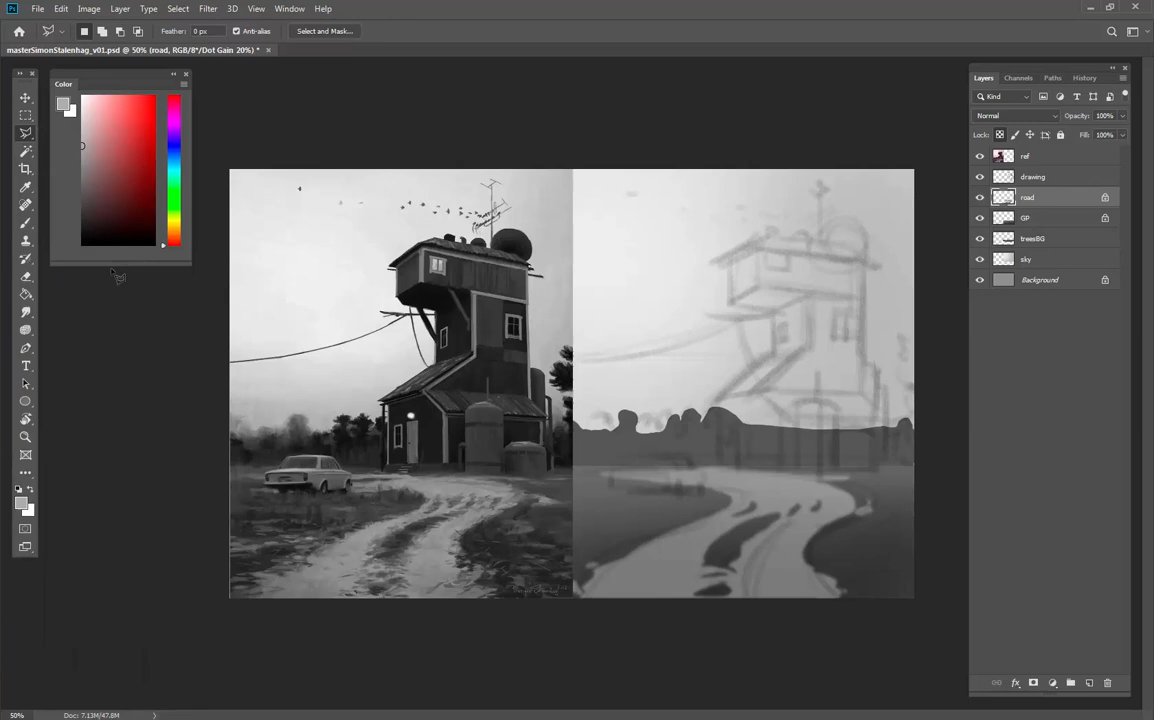 Ps File Edit Image Layer Type Select Filter 3D View Window Help
Feather: 0 px Anti-alias Select and Mask...
masterSimonStalenhag_v01.psd @ 50% (road, RGB/8*/Dot Gain 20%) * ×
Color
Layers Channels Paths History
Kind
Normal Opacity: 100%
Lock: Fill: 100%
ref
drawing
road
GP
treesBG
sky
Background
50% Doc: 7.13M/47.8M